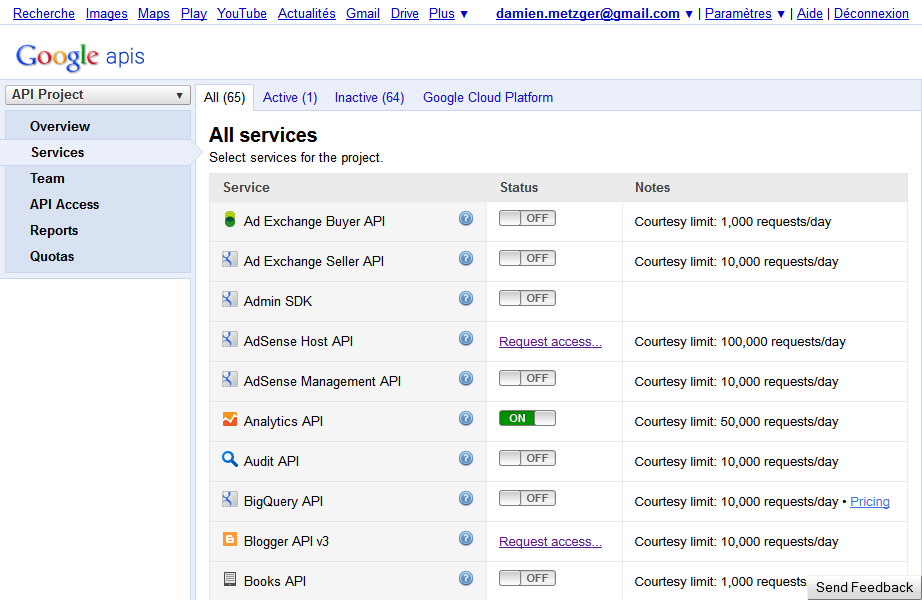 Recherche Images Maps Play YouTube Actualités Gmail Drive Plus ▼ damien.metzger@gmail.com ▼ | Paramètres ▼ | Aide | Déconnexion
Google apis
API Project ▼
All (65) Active (1) Inactive (64) Google Cloud Platform
Overview
Services
Team
API Access
Reports
Quotas
All services
Select services for the project.
Service Status Notes
Ad Exchange Buyer API ? OFF Courtesy limit: 1,000 requests/day
Ad Exchange Seller API ? OFF Courtesy limit: 10,000 requests/day
Admin SDK ? OFF
AdSense Host API ? Request access... Courtesy limit: 100,000 requests/day
AdSense Management API ? OFF Courtesy limit: 10,000 requests/day
Analytics API ? ON Courtesy limit: 50,000 requests/day
Audit API ? OFF Courtesy limit: 10,000 requests/day
BigQuery API ? OFF Courtesy limit: 10,000 requests/day • Pricing
Blogger API v3 ? Request access... Courtesy limit: 10,000 requests/day
Books API ? OFF Courtesy limit: 1,000 requests/
Send Feedback